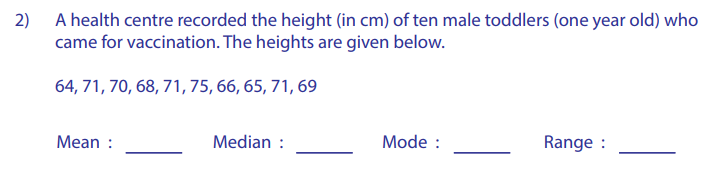 2) A health centre recorded the height (in cm) of ten male toddlers (one year old) who
came for vaccination. The heights are given below.
64, 71, 70, 68, 71, 75, 66, 65, 71, 69
Mean : ______ Median : ______ Mode : ______ Range : ______